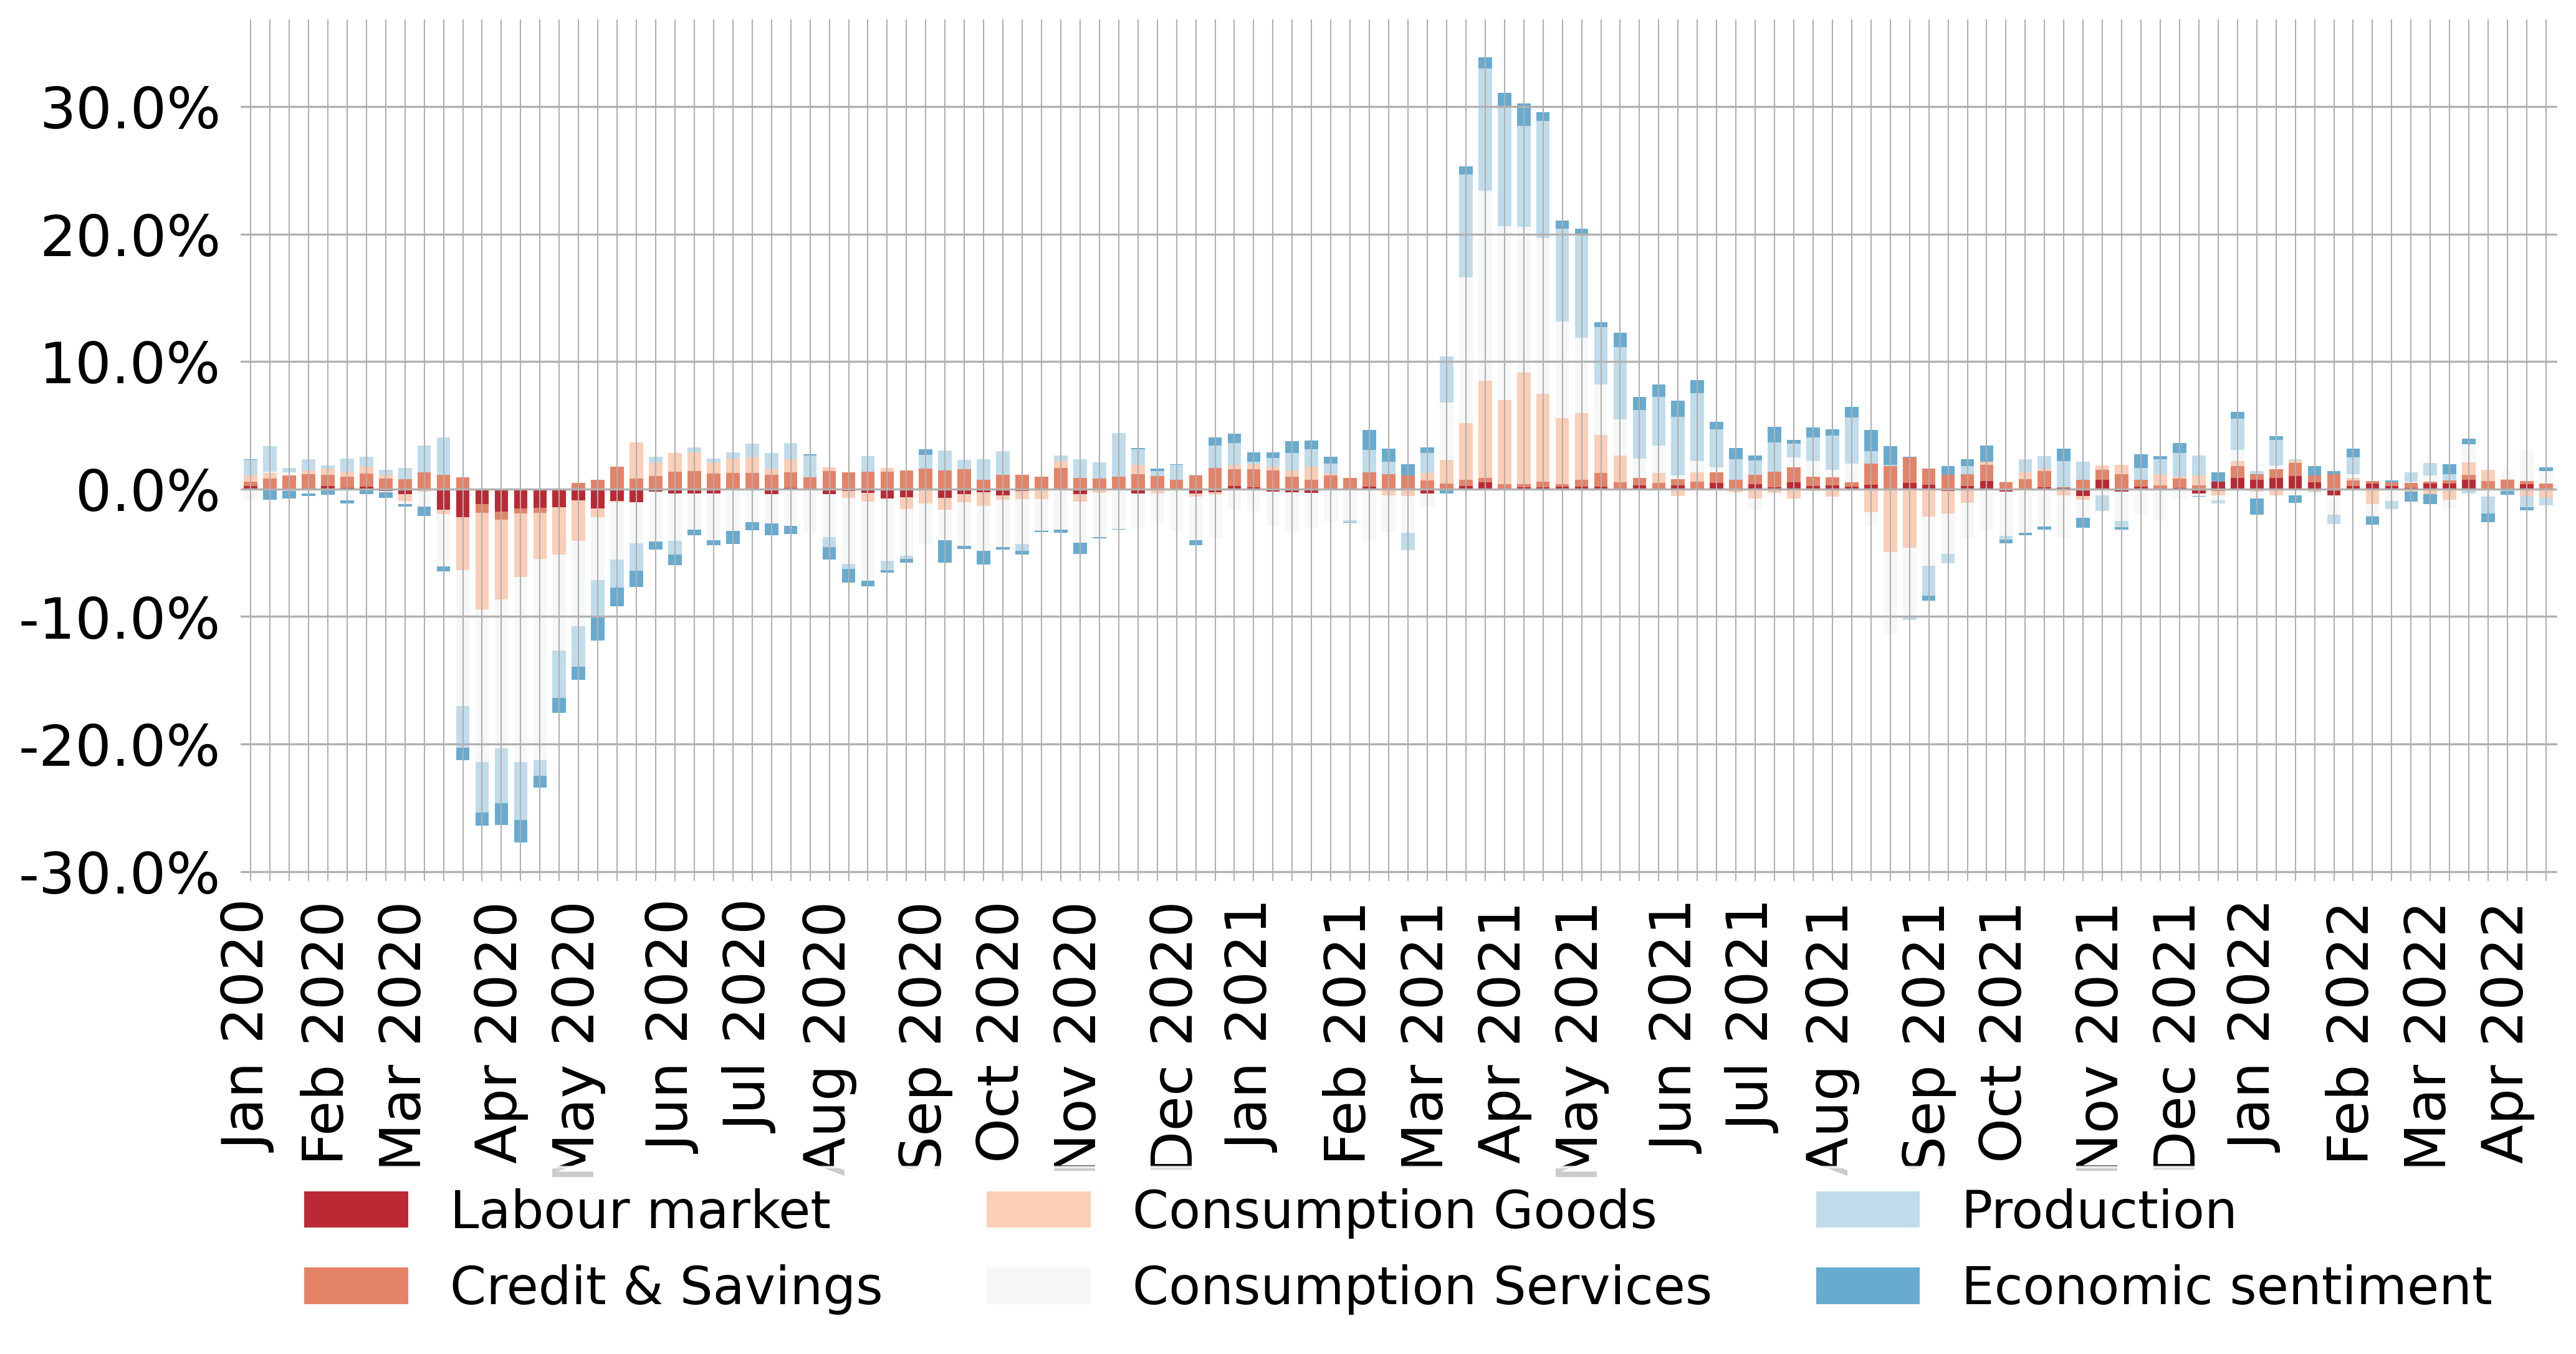 30.0%
20.0%
10.0%
0.0%
-10.0%
-20.0%
-30.0%
Jan 2020
Feb 2020
Mar 2020
Apr 2020
May 2020
Jun 2020
Jul 2020
Aug 2020
Sep 2020
Oct 2020
Nov 2020
Dec 2020
Jan 2021
Feb 2021
Mar 2021
Apr 2021
May 2021
Jun 2021
Jul 2021
Aug 2021
Sep 2021
Oct 2021
Nov 2021
Dec 2021
Jan 2022
Feb 2022
Mar 2022
Apr 2022
Labour market
Consumption Goods
Production
Credit & Savings
Consumption Services
Economic sentiment